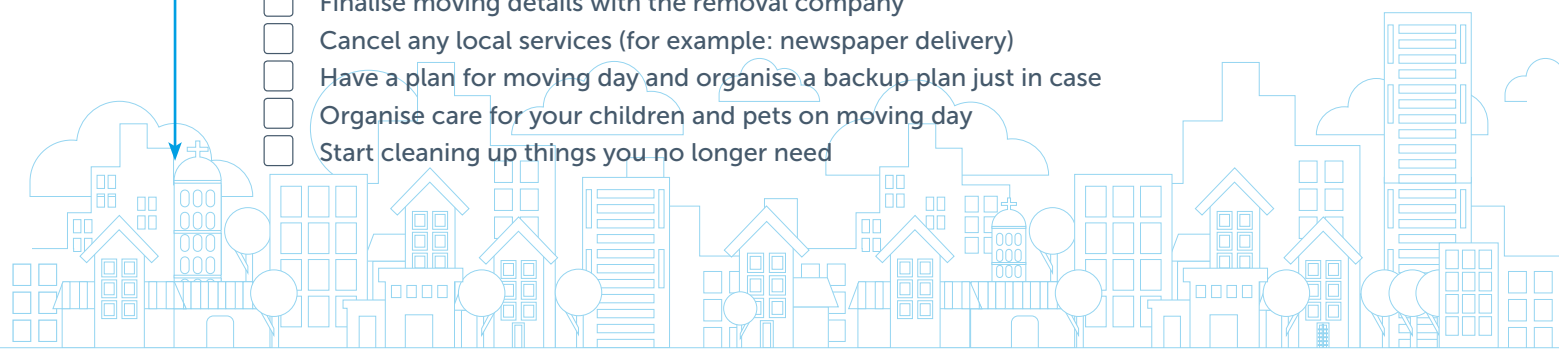 Finalise moving details with the removal company
Cancel any local services (for example: newspaper delivery)
Have a plan for moving day and organise a backup plan just in case
Organise care for your children and pets on moving day
Start cleaning up things you no longer need